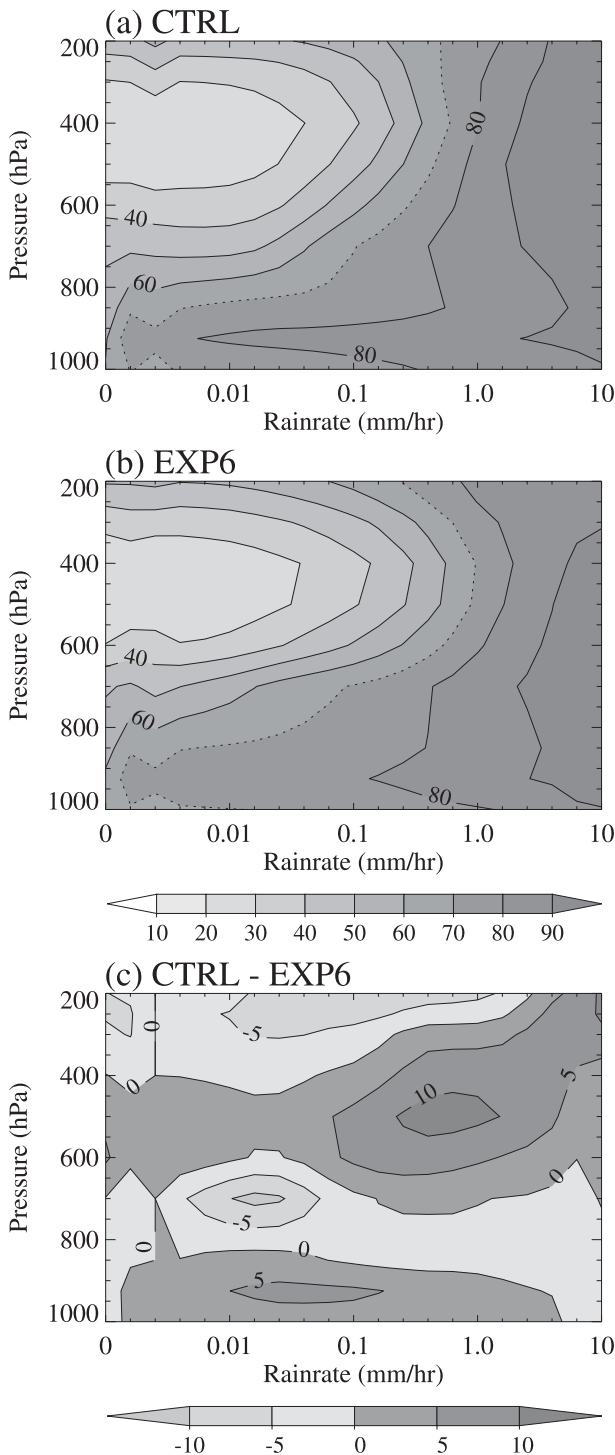 (a) CTRL
200
400
600
800
1000
Pressure (hPa)
80
40
60
80
0 0.01 0.1 1.0 10
Rainrate (mm/hr)
(b) EXP6
200
400
600
800
1000
Pressure (hPa)
40
60
80
0 0.01 0.1 1.0 10
Rainrate (mm/hr)
10 20 30 40 50 60 70 80 90
(c) CTRL - EXP6
200
400
600
800
1000
Pressure (hPa)
0
-5
0
5
10
0
-5
0
0
5
0 0.01 0.1 1.0 10
Rainrate (mm/hr)
-10 -5 0 5 10